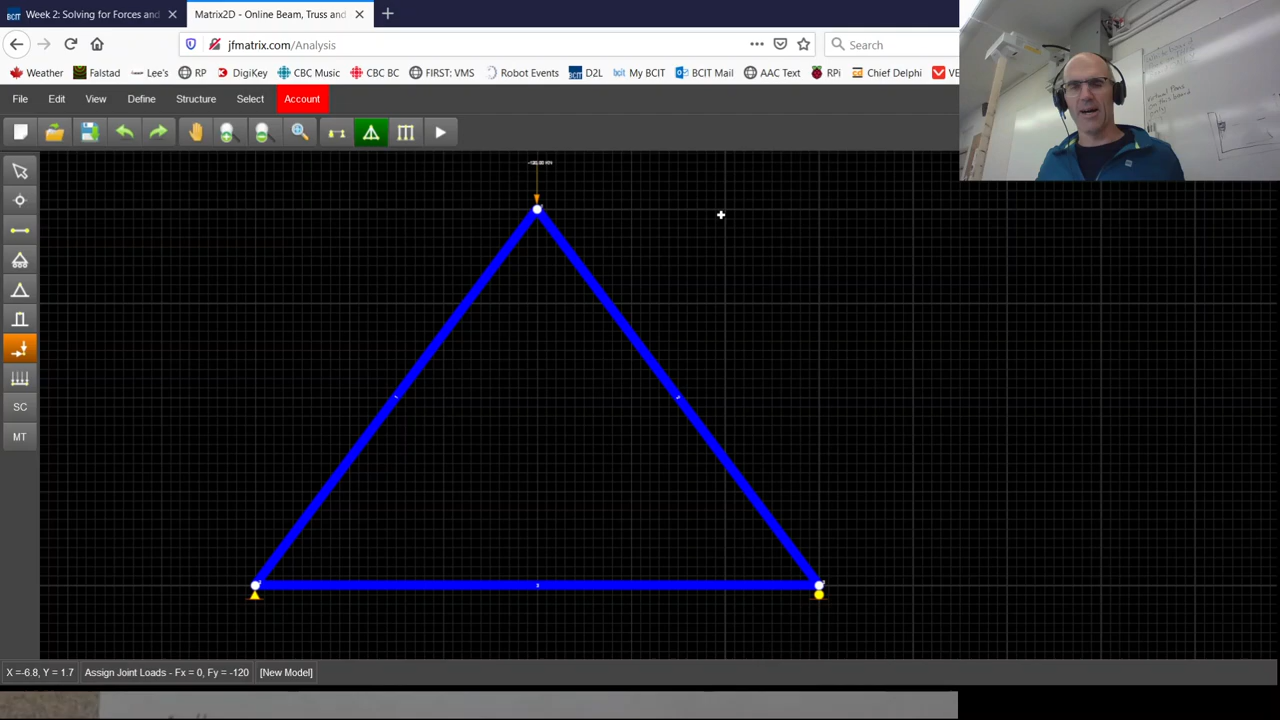 Week 2: Solving for Forces and
Matrix2D - Online Beam, Truss and
jfmatrix.com/Analysis
Search
Weather
Falstad
Lee's
RP
DigiKey
CBC Music
CBC BC
FIRST: VMS
Robot Events
D2L
My BCIT
BCIT Mail
AAC Text
RPi
Chief Delphi
VE
File
Edit
View
Define
Structure
Select
Account
SC
MT
X =-6.8, Y = 1.7
Assign Joint Loads - Fx = 0, Fy = -120
[New Model]